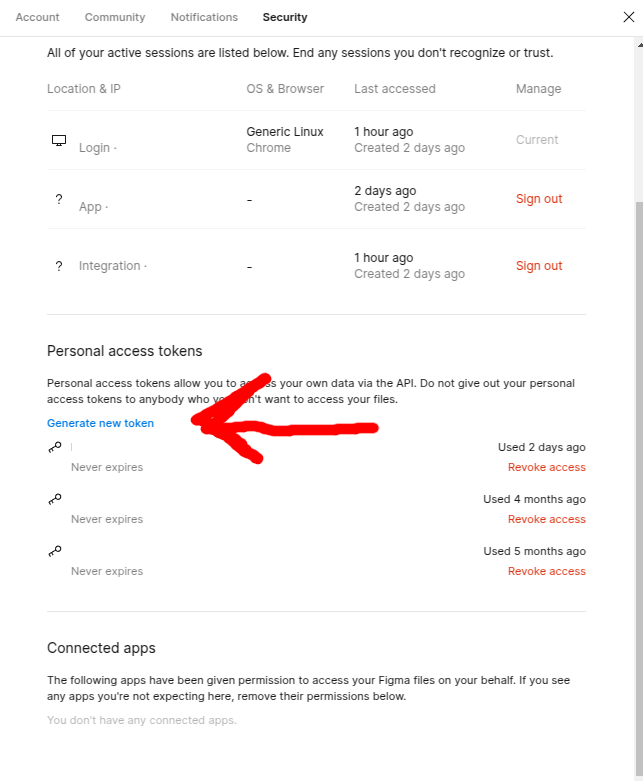 Account Community Notifications Security
All of your active sessions are listed below. End any sessions you don't recognize or trust.
Location & IP OS & Browser Last accessed Manage
Generic Linux 1 hour ago
Login · Chrome Created 2 days ago Current
? - 2 days ago Sign out
App · Created 2 days ago
1 hour ago
? Integration · - Created 2 days ago Sign out
Personal access tokens
Personal access tokens allow you to your own data via the API. Do not give out your personal
access tokens to anybody who want to access your files.
Generate new token
Used 2 days ago
Never expires Revoke access
Used 4 months ago
Never expires Revoke access
Used 5 months ago
Never expires Revoke access
Connected apps
The following apps have been given permission to access your Figma files on your behalf. If you see
any apps you're not expecting here, remove their permissions below.
You don't have any connected apps.